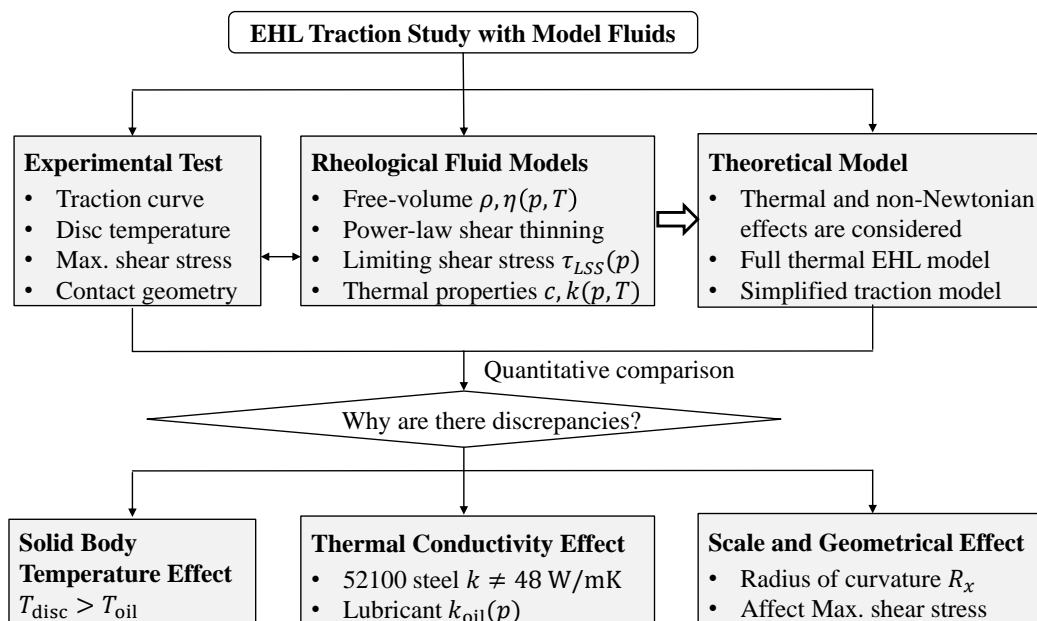 EHL Traction Study with Model Fluids
Experimental Test
• Traction curve
• Disc temperature
• Max. shear stress
• Contact geometry
Rheological Fluid Models
• Free-volume ρ, η(p, T)
• Power-law shear thinning
• Limiting shear stress τ_LSS(p)
• Thermal properties c, k(p, T)
Theoretical Model
• Thermal and non-Newtonian
effects are considered
• Full thermal EHL model
• Simplified traction model
Quantitative comparison
Why are there discrepancies?
Solid Body
Temperature Effect
T_disc > T_oil
Thermal Conductivity Effect
• 52100 steel k ≠ 48 W/mK
• Lubricant k_oil(p)
Scale and Geometrical Effect
• Radius of curvature R_x
• Affect Max. shear stress